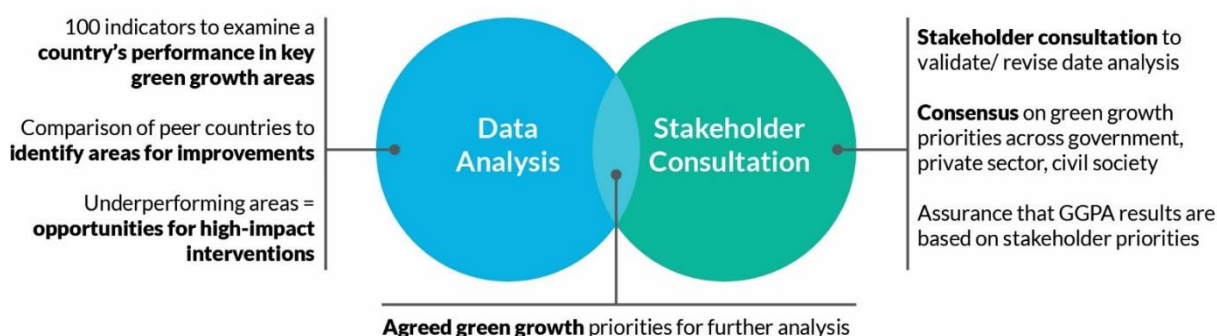 100 indicators to examine a
country's performance in key
green growth areas
Comparison of peer countries to
identify areas for improvements
Underperforming areas =
opportunities for high-impact
interventions
Data
Analysis
Stakeholder
Consultation
Stakeholder consultation to
validate/ revise date analysis
Consensus on green growth
priorities across government,
private sector, civil society
Assurance that GGPA results are
based on stakeholder priorities
Agreed green growth priorities for further analysis